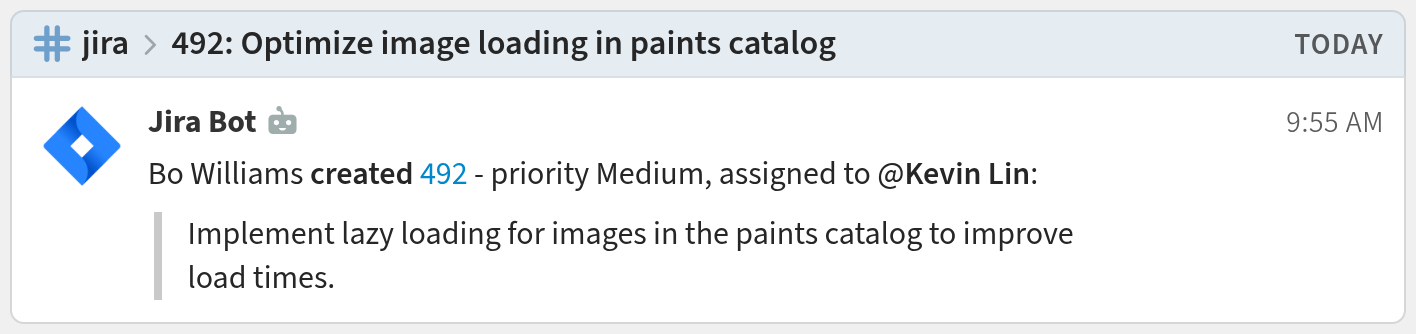 jira > 492: Optimize image loading in paints catalog TODAY
Jira Bot 9:55 AM
Bo Williams created 492 - priority Medium, assigned to @Kevin Lin:
Implement lazy loading for images in the paints catalog to improve
load times.